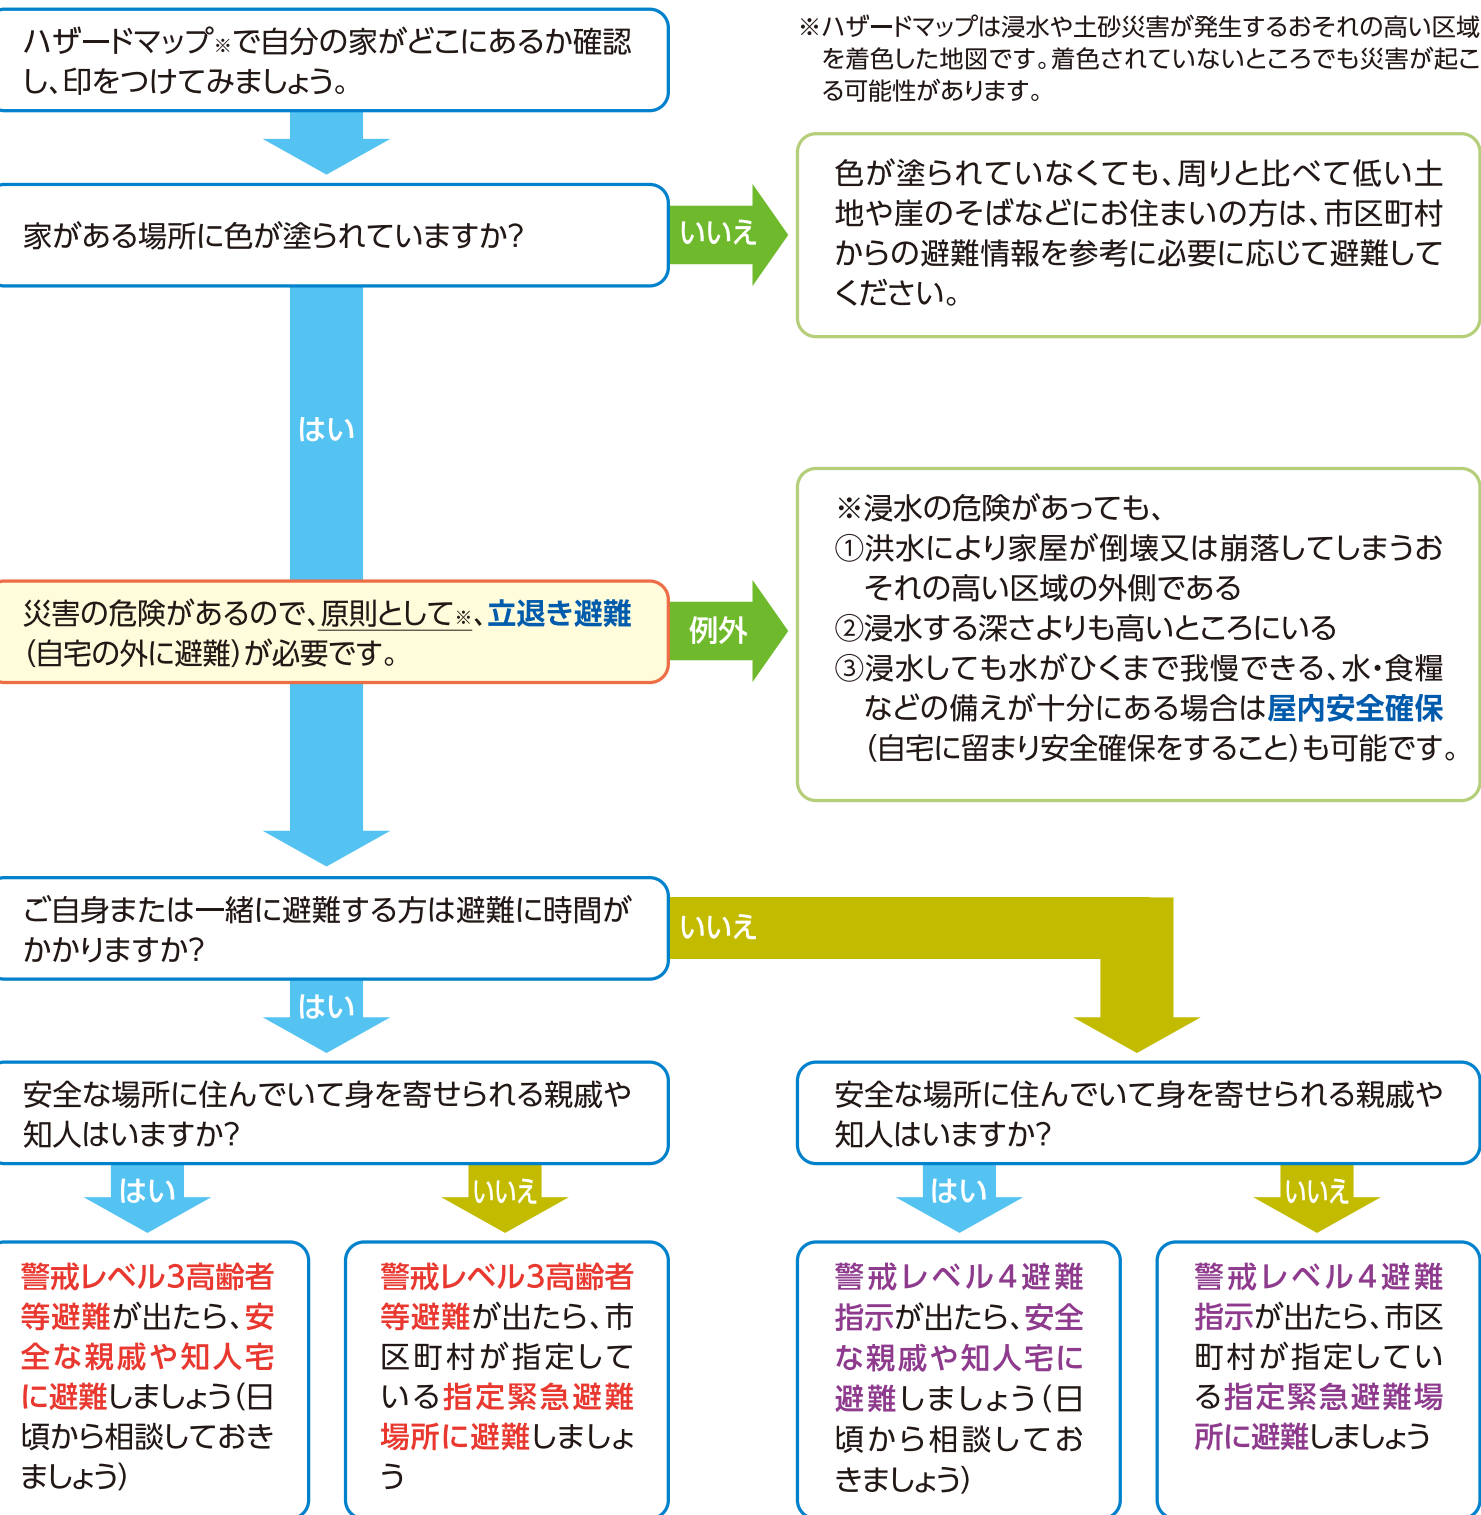 ハザードマップ※で自分の家がどこにあるか確認
し、印をつけてみましょう。
※ハザードマップは浸水や土砂災害が発生するおそれの高い区域
を着色した地図です。着色されていないところでも災害が起こ
る可能性があります。
家がある場所に色が塗られていますか?
いいえ
色が塗られていなくても、周りと比べて低い土
地や崖のそばなどにお住まいの方は、市区町村
からの避難情報を参考に必要に応じて避難して
ください。
はい
災害の危険があるので、原則として※、立退き避難
(自宅の外に避難)が必要です。
例外
※浸水の危険があっても、
①洪水により家屋が倒壊又は崩落してしまうお
それの高い区域の外側である
②浸水する深さよりも高いところにいる
③浸水しても水がひくまで我慢できる、水・食糧
などの備えが十分にある場合は屋内安全確保
(自宅に留まり安全確保をすること)も可能です。
ご自身または一緒に避難する方は避難に時間が
かかりますか?
いいえ
はい
安全な場所に住んでいて身を寄せられる親戚や
知人はいますか?
はい
いいえ
警戒レベル3高齢者
等避難が出たら、安
全な親戚や知人宅
に避難しましょう(日
頃から相談しておき
ましょう)
警戒レベル3高齢者
等避難が出たら、市
区町村が指定して
いる指定緊急避難
場所に避難しましょ
う
安全な場所に住んでいて身を寄せられる親戚や
知人はいますか?
はい
いいえ
警戒レベル4避難
指示が出たら、安全
な親戚や知人宅に
避難しましょう(日
頃から相談してお
きましょう)
警戒レベル4避難
指示が出たら、市区
町村が指定してい
る指定緊急避難場
所に避難しましょう